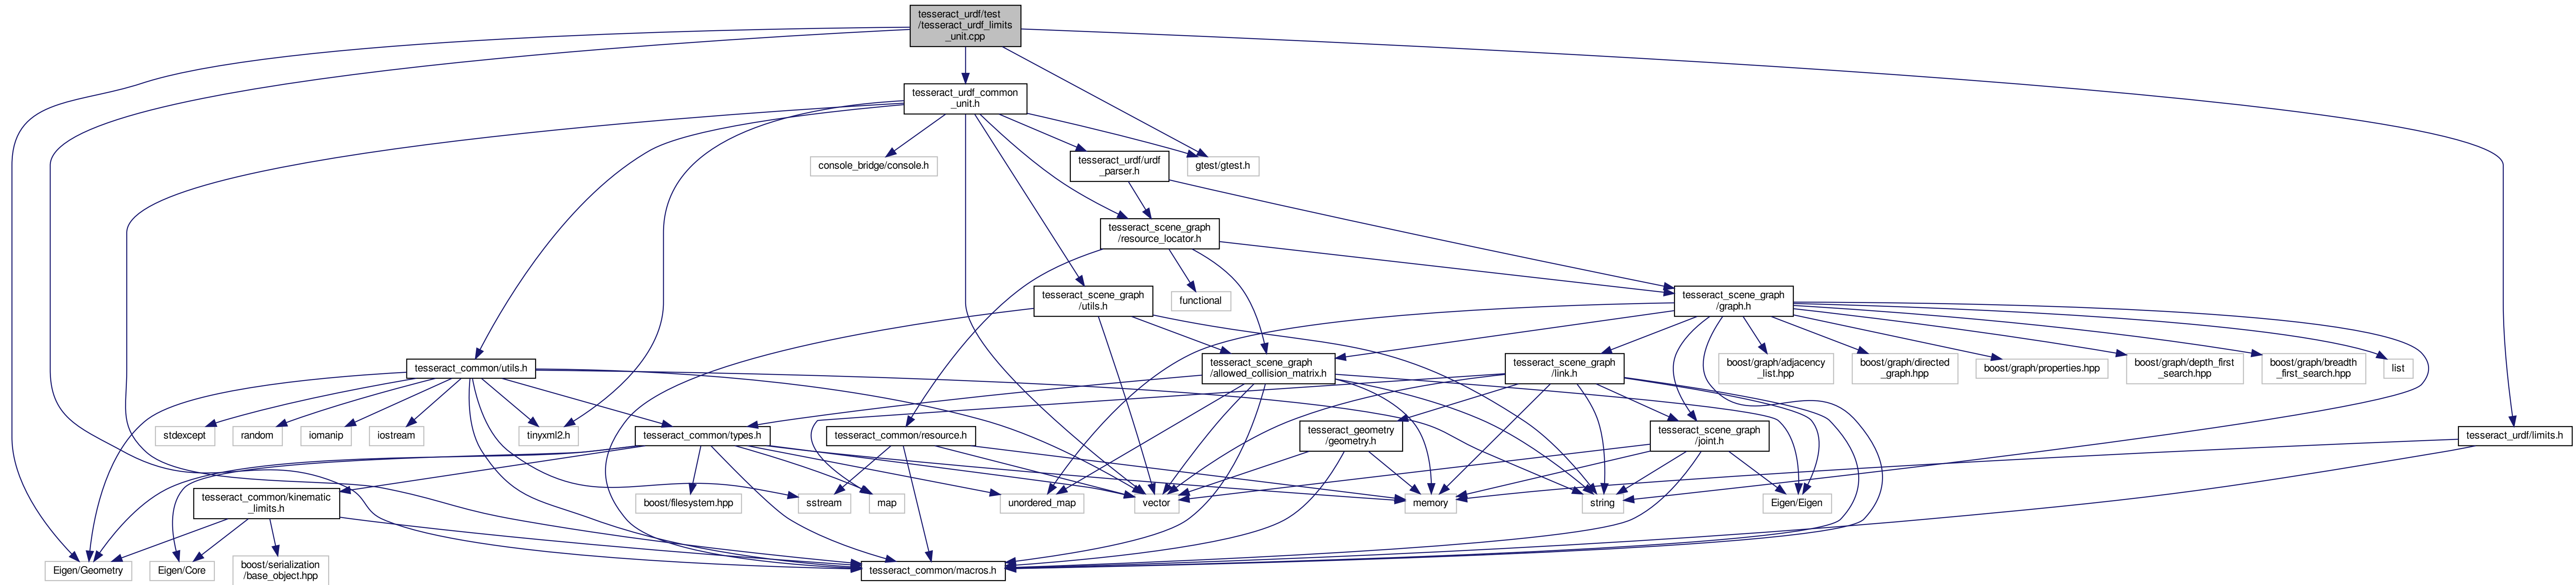 tesseract_urdf/test
/tesseract_urdf_limits
_unit.cpp
tesseract_urdf_common
_unit.h
console_bridge/console.h
tesseract_urdf/urdf
_parser.h
gtest/gtest.h
tesseract_scene_graph
/resource_locator.h
tesseract_scene_graph
/utils.h
functional
tesseract_scene_graph
/graph.h
tesseract_common/utils.h
tesseract_scene_graph
/allowed_collision_matrix.h
tesseract_scene_graph
/link.h
boost/graph/adjacency
_list.hpp
boost/graph/directed
_graph.hpp
boost/graph/properties.hpp
boost/graph/depth_first
_search.hpp
boost/graph/breadth
_first_search.hpp
list
stdexcept
random
iomanip
iostream
tinyxml2.h
tesseract_common/types.h
tesseract_common/resource.h
tesseract_geometry
/geometry.h
tesseract_scene_graph
/joint.h
tesseract_urdf/limits.h
tesseract_common/kinematic
_limits.h
boost/filesystem.hpp
sstream
map
unordered_map
vector
memory
string
Eigen/Eigen
Eigen/Geometry
Eigen/Core
boost/serialization
/base_object.hpp
tesseract_common/macros.h